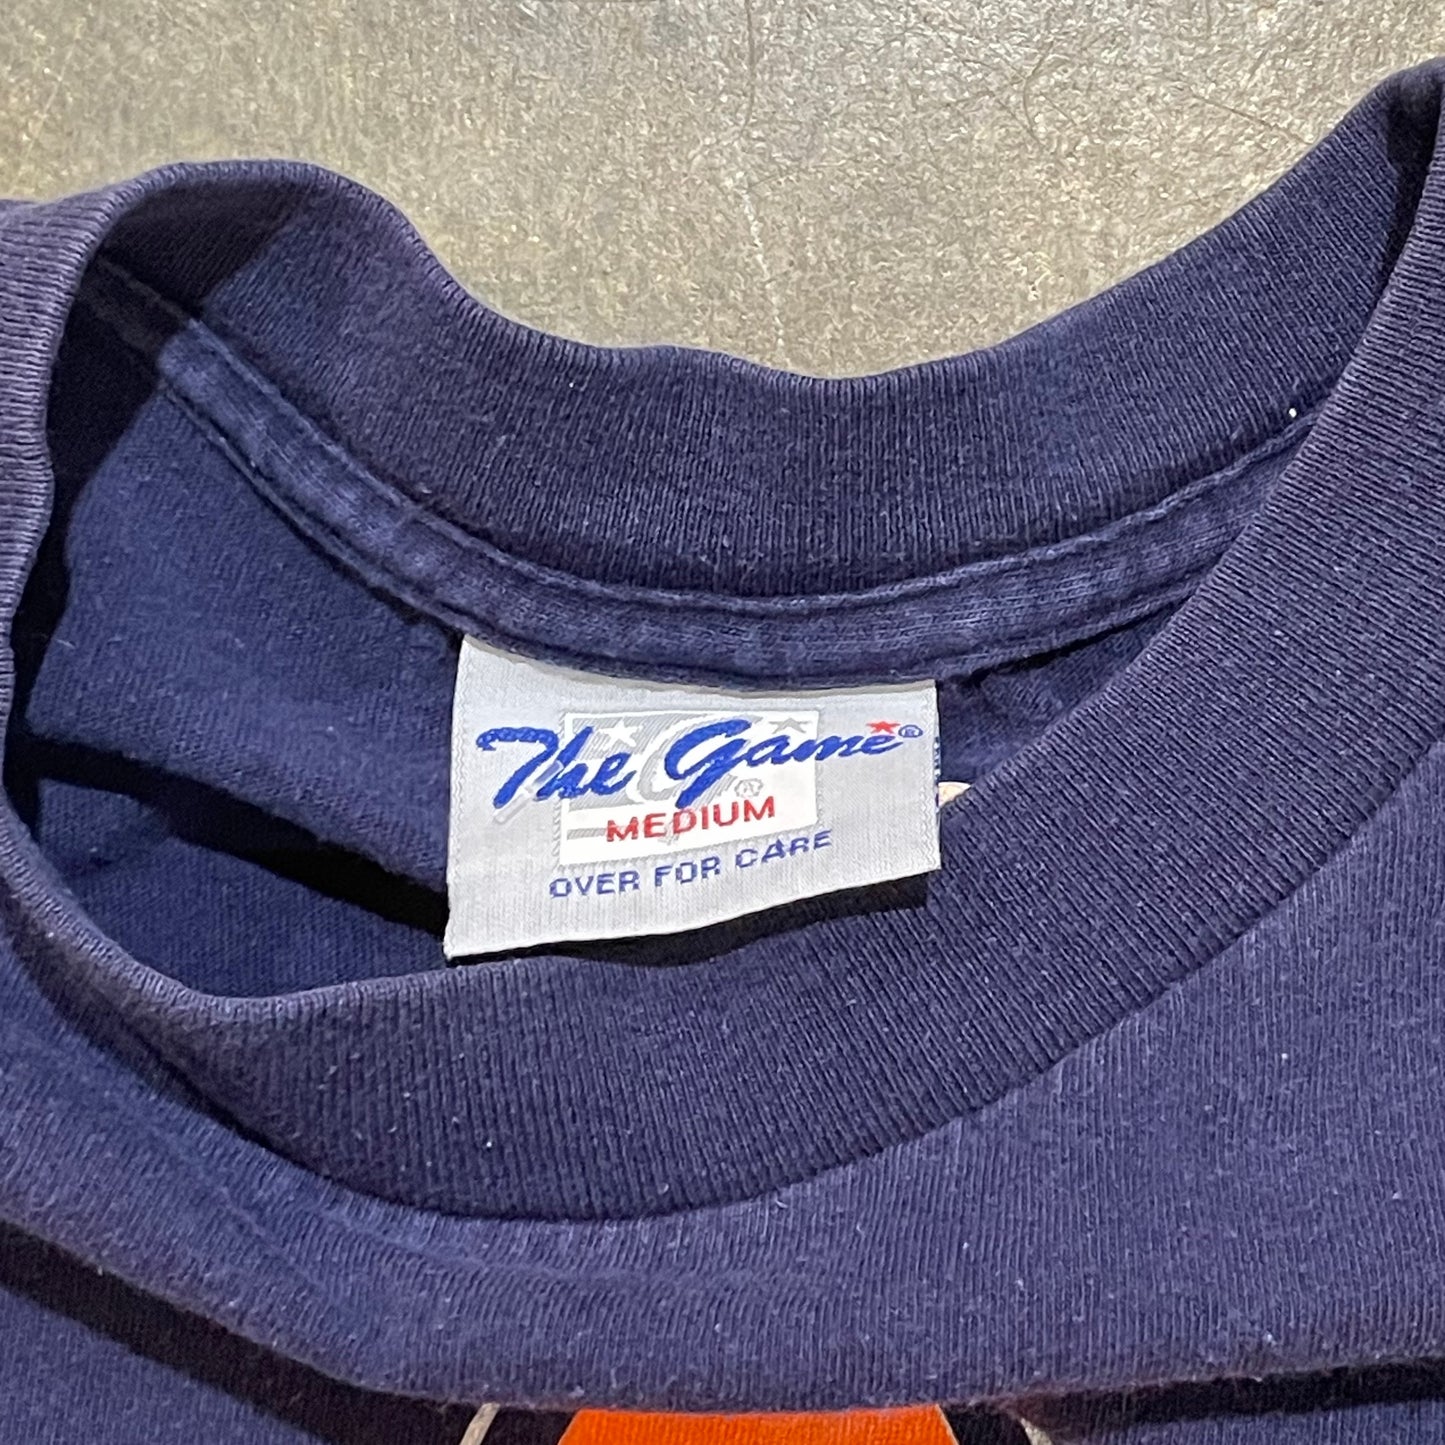 The Game®
®
MEDIUM
OVER FOR CARE